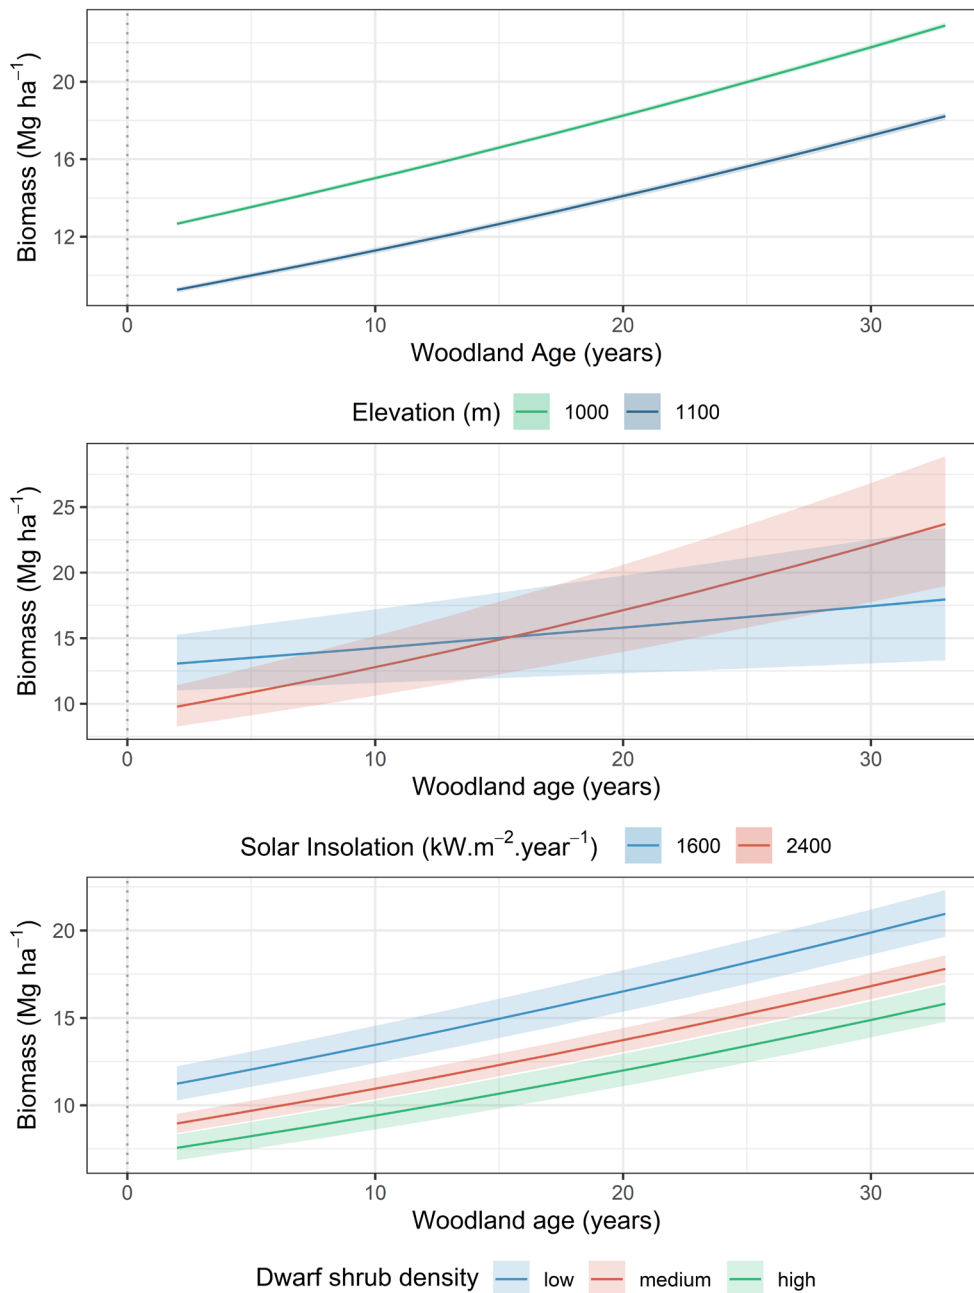 20
16
12
Biomass (Mg ha⁻¹)
0 10 20 30
Woodland Age (years)
Elevation (m) 1000 1100
25
20
15
10
Biomass (Mg ha⁻¹)
0 10 20 30
Woodland age (years)
Solar Insolation (kW.m⁻².year⁻¹) 1600 2400
20
15
10
Biomass (Mg ha⁻¹)
0 10 20 30
Woodland age (years)
Dwarf shrub density low medium high